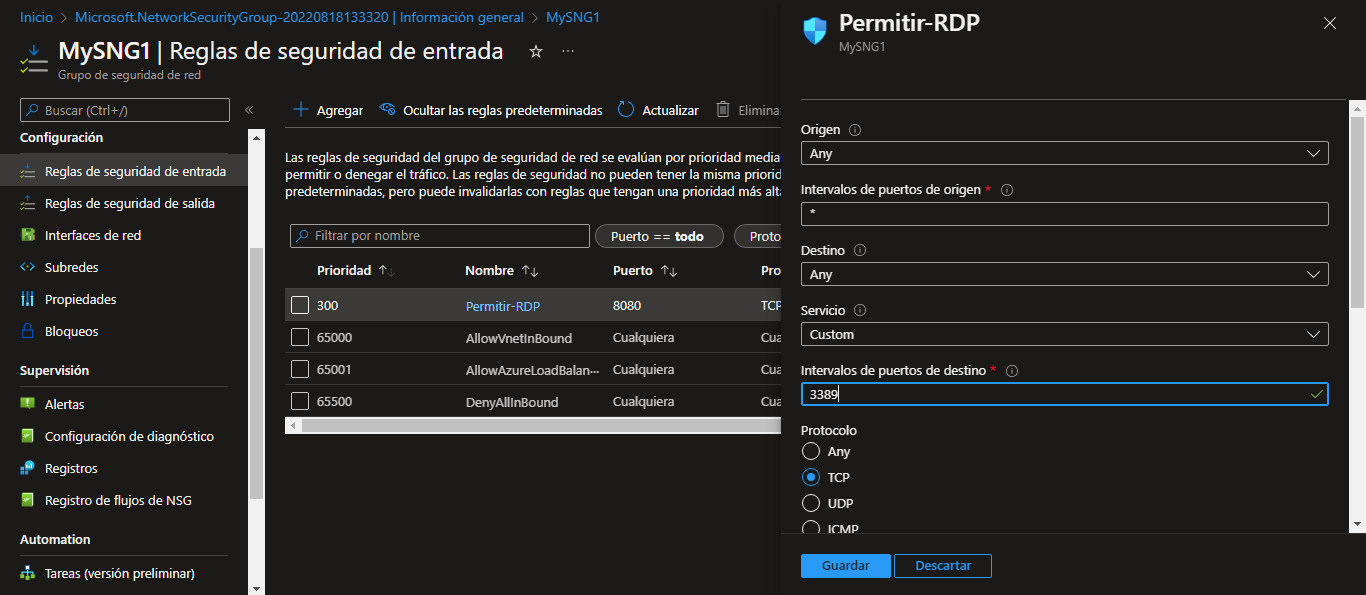 Inicio > Microsoft.NetworkSecurityGroup-20220818133320 | Información general > MySNG1
MySNG1 | Reglas de seguridad de entrada
Grupo de seguridad de red
Buscar (Ctrl+/)
Configuración
Reglas de seguridad de entrada
Reglas de seguridad de salida
Interfaces de red
Subredes
Propiedades
Bloqueos
Supervisión
Alertas
Configuración de diagnóstico
Registros
Registro de flujos de NSG
Automation
Tareas (versión preliminar)
Agregar Ocultar las reglas predeterminadas Actualizar Elimina
Las reglas de seguridad del grupo de seguridad de red se evalúan por prioridad media
permitir o denegar el tráfico. Las reglas de seguridad no pueden tener la misma priorid
predeterminadas, pero puede invalidarlas con reglas que tengan una prioridad más alta
Filtrar por nombre Puerto == todo Proto
Prioridad ↑↓ Nombre ↑↓ Puerto ↑↓ Pro
300 Permitir-RDP 8080 TCP
65000 AllowVnetInBound Cualquiera Cua
65001 AllowAzureLoadBalan··· Cualquiera Cua
65500 DenyAllInBound Cualquiera Cua
Permitir-RDP
MySNG1
Origen
Any
Intervalos de puertos de origen *
*
Destino
Any
Servicio
Custom
Intervalos de puertos de destino *
3389
Protocolo
Any
TCP
UDP
ICMP
Guardar Descartar